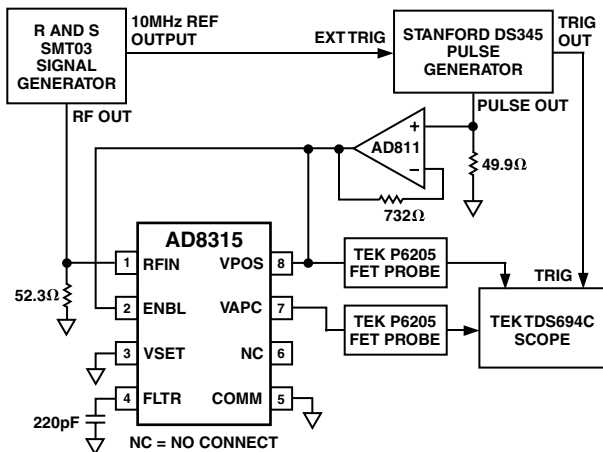 R AND S
SMT03
SIGNAL
GENERATOR
10MHz REF
OUTPUT
EXT TRIG
STANFORD DS345
PULSE
GENERATOR
TRIG
OUT
RF OUT
PULSE OUT
+
AD811
–
49.9Ω
732Ω
AD8315
1 RFIN
VPOS 8
52.3Ω
2 ENBL
VAPC 7
3 VSET
NC 6
4 FLTR
COMM 5
220pF
NC = NO CONNECT
TEK P6205
FET PROBE
TEK P6205
FET PROBE
TRIG
TEK TDS694C
SCOPE